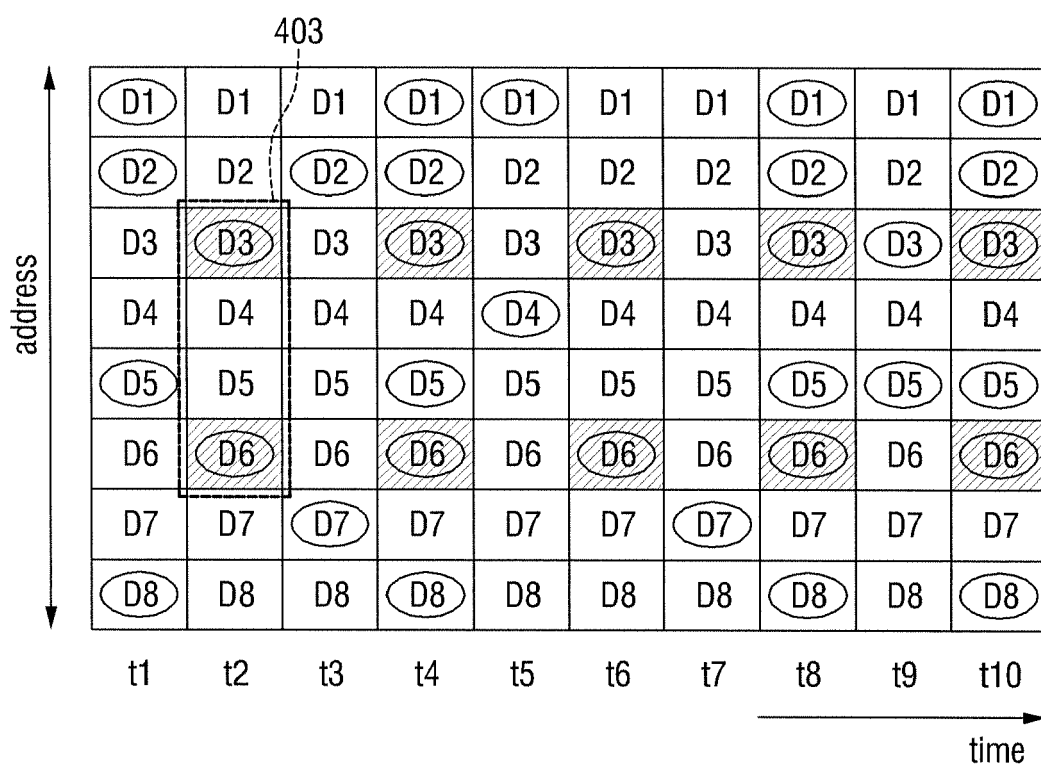 403
D1 D1 D1 D1 D1 D1 D1 D1 D1 D1
D2 D2 D2 D2 D2 D2 D2 D2 D2 D2
D3 D3 D3 D3 D3 D3 D3 D3 D3 D3
D4 D4 D4 D4 D4 D4 D4 D4 D4 D4
D5 D5 D5 D5 D5 D5 D5 D5 D5 D5
D6 D6 D6 D6 D6 D6 D6 D6 D6 D6
D7 D7 D7 D7 D7 D7 D7 D7 D7 D7
D8 D8 D8 D8 D8 D8 D8 D8 D8 D8
address
t1 t2 t3 t4 t5 t6 t7 t8 t9 t10
time